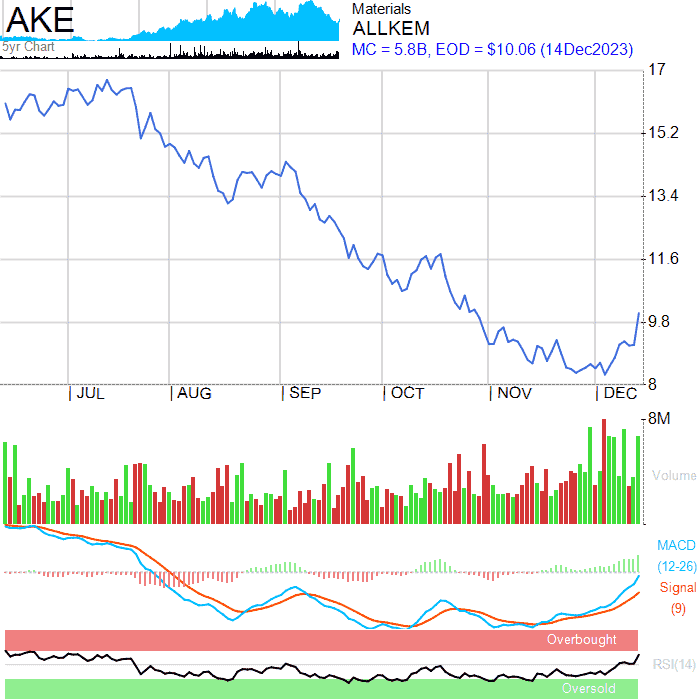 AKE
5yr Chart
Materials
ALLKEM
MC = 5.8B, EOD = $10.06 (14Dec2023)
17
15.2
13.4
11.6
9.8
8
JUL AUG SEP OCT NOV DEC
8M
Volume
MACD
(12-26)
Signal
(9)
Overbought
RSI(14)
Oversold